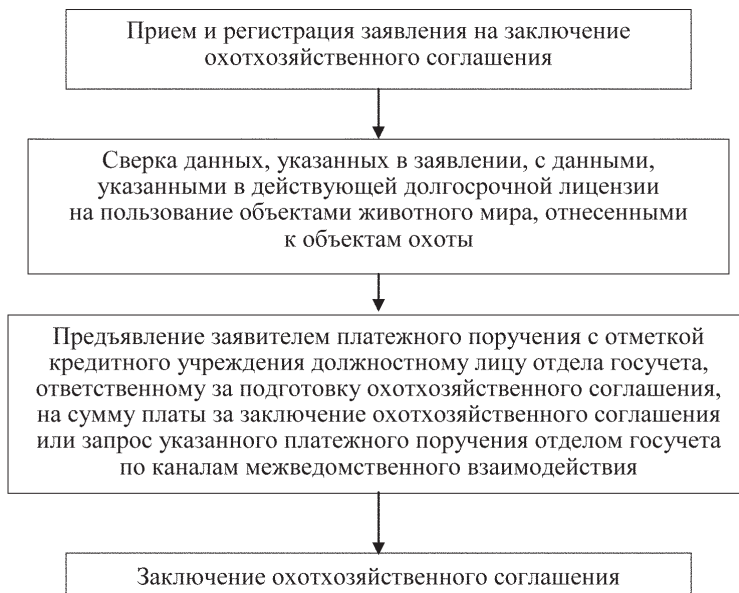 Прием и регистрация заявления на заключение
охотхозяйственного соглашения
Сверка данных, указанных в заявлении, с данными,
указанными в действующей долгосрочной лицензии
на пользование объектами животного мира, отнесенными
к объектам охоты
Предъявление заявителем платежного поручения с отметкой
кредитного учреждения должностному лицу отдела госучета,
ответственному за подготовку охотхозяйственного соглашения,
на сумму платы за заключение охотхозяйственного соглашения
или запрос указанного платежного поручения отделом госучета
по каналам межведомственного взаимодействия
Заключение охотхозяйственного соглашения